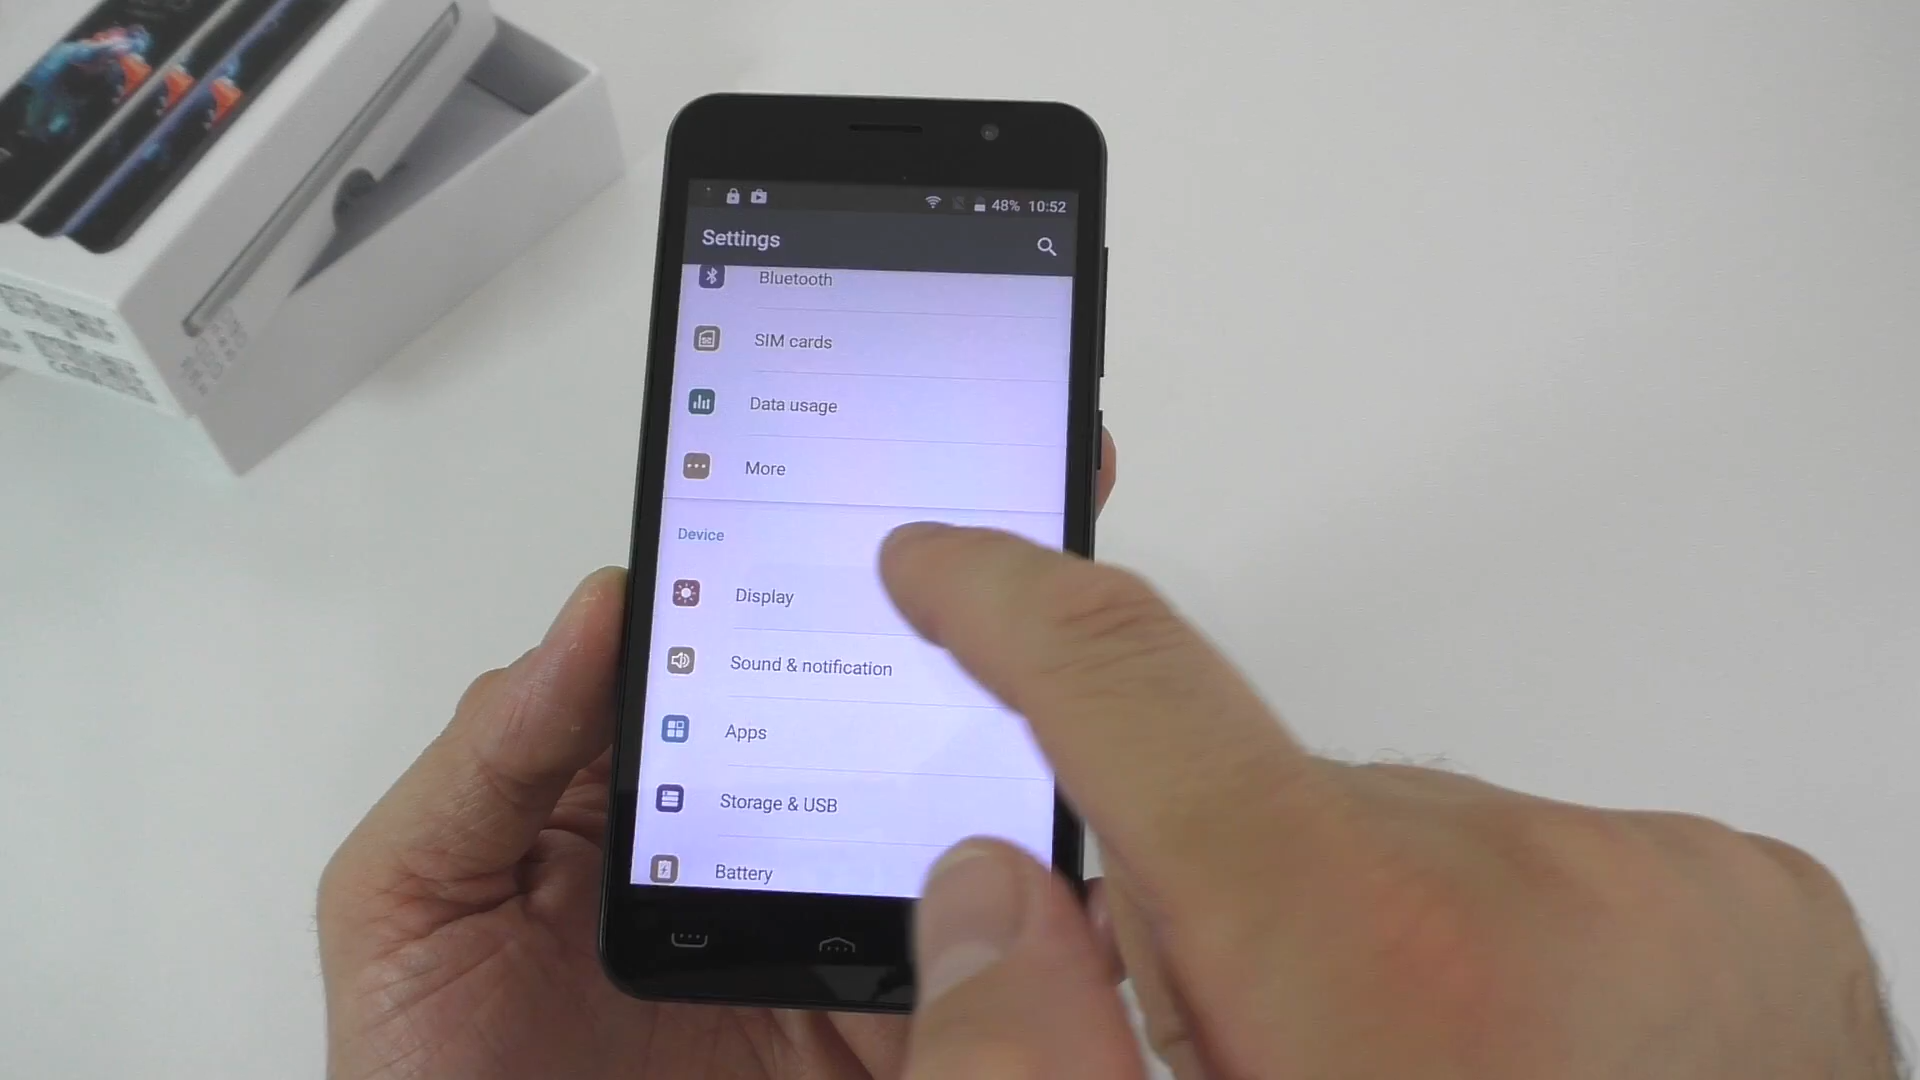 48% 10:52
Settings
Bluetooth
SIM cards
Data usage
More
Device
Display
Sound & notification
Apps
Storage & USB
Battery